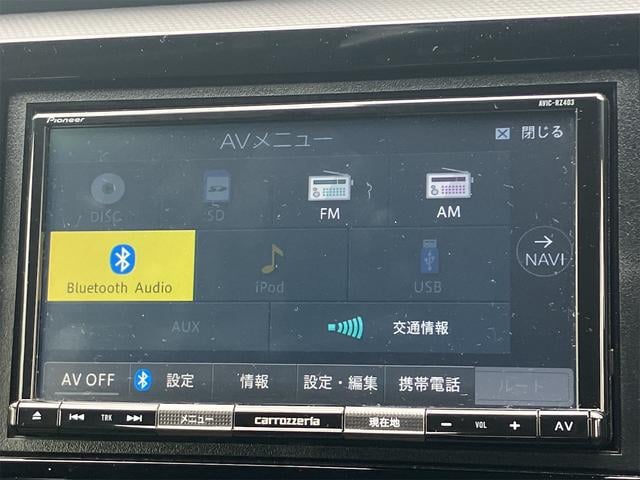 Pioneer
AVIC-RZ403
AVメニュー
閉じる
DISC
SD
FM
AM
NAVI
Bluetooth Audio
iPod
USB
AUX
交通情報
AV OFF
設定
情報
設定・編集
携帯電話
ルート
TRK
メニュー
carrozzeria
現在地
VOL
AV